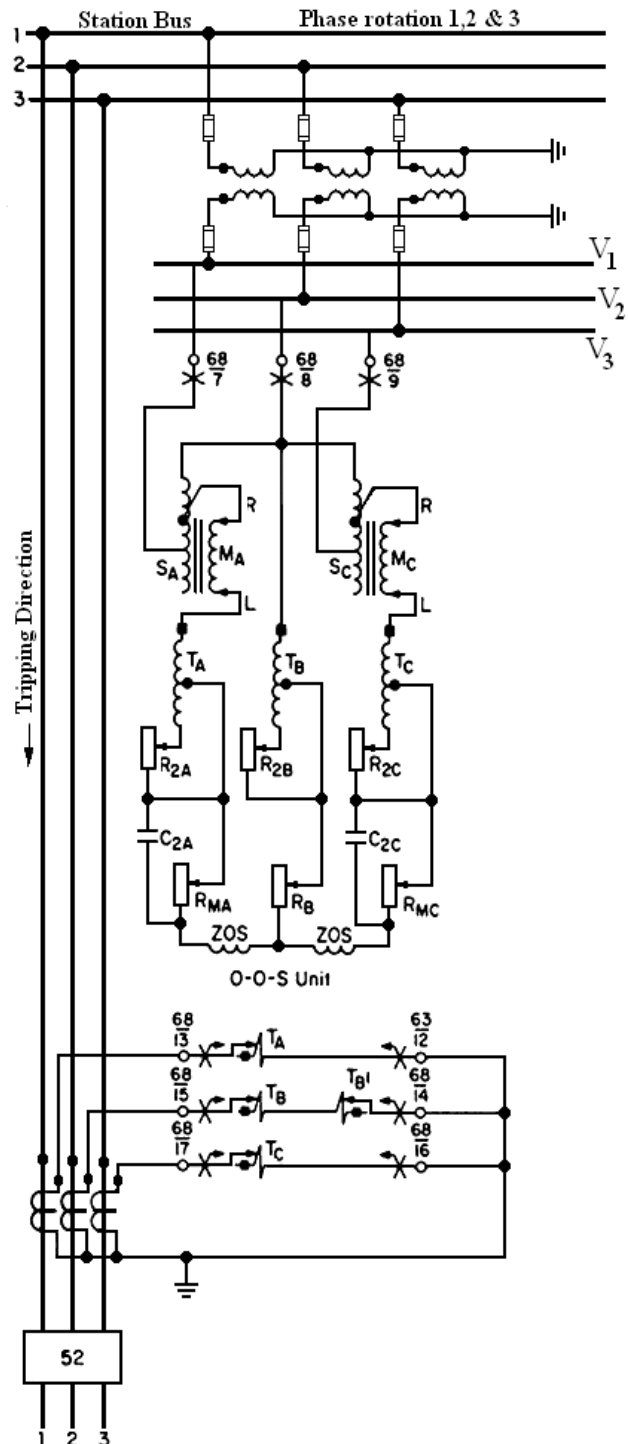 Station Bus Phase rotation 1,2 & 3
1
2
3
V1
V2
V3
68/7 68/8 68/9
R R
SA MA SC MC
L L
Tripping Direction
TA TB TC
R2A R2B R2C
C2A C2C
RMA RB RMC
ZOS ZOS
O-O-S Unit
68/13 TA 63/12
68/15 TB TB' 68/14
68/17 TC 68/16
52
1 2 3